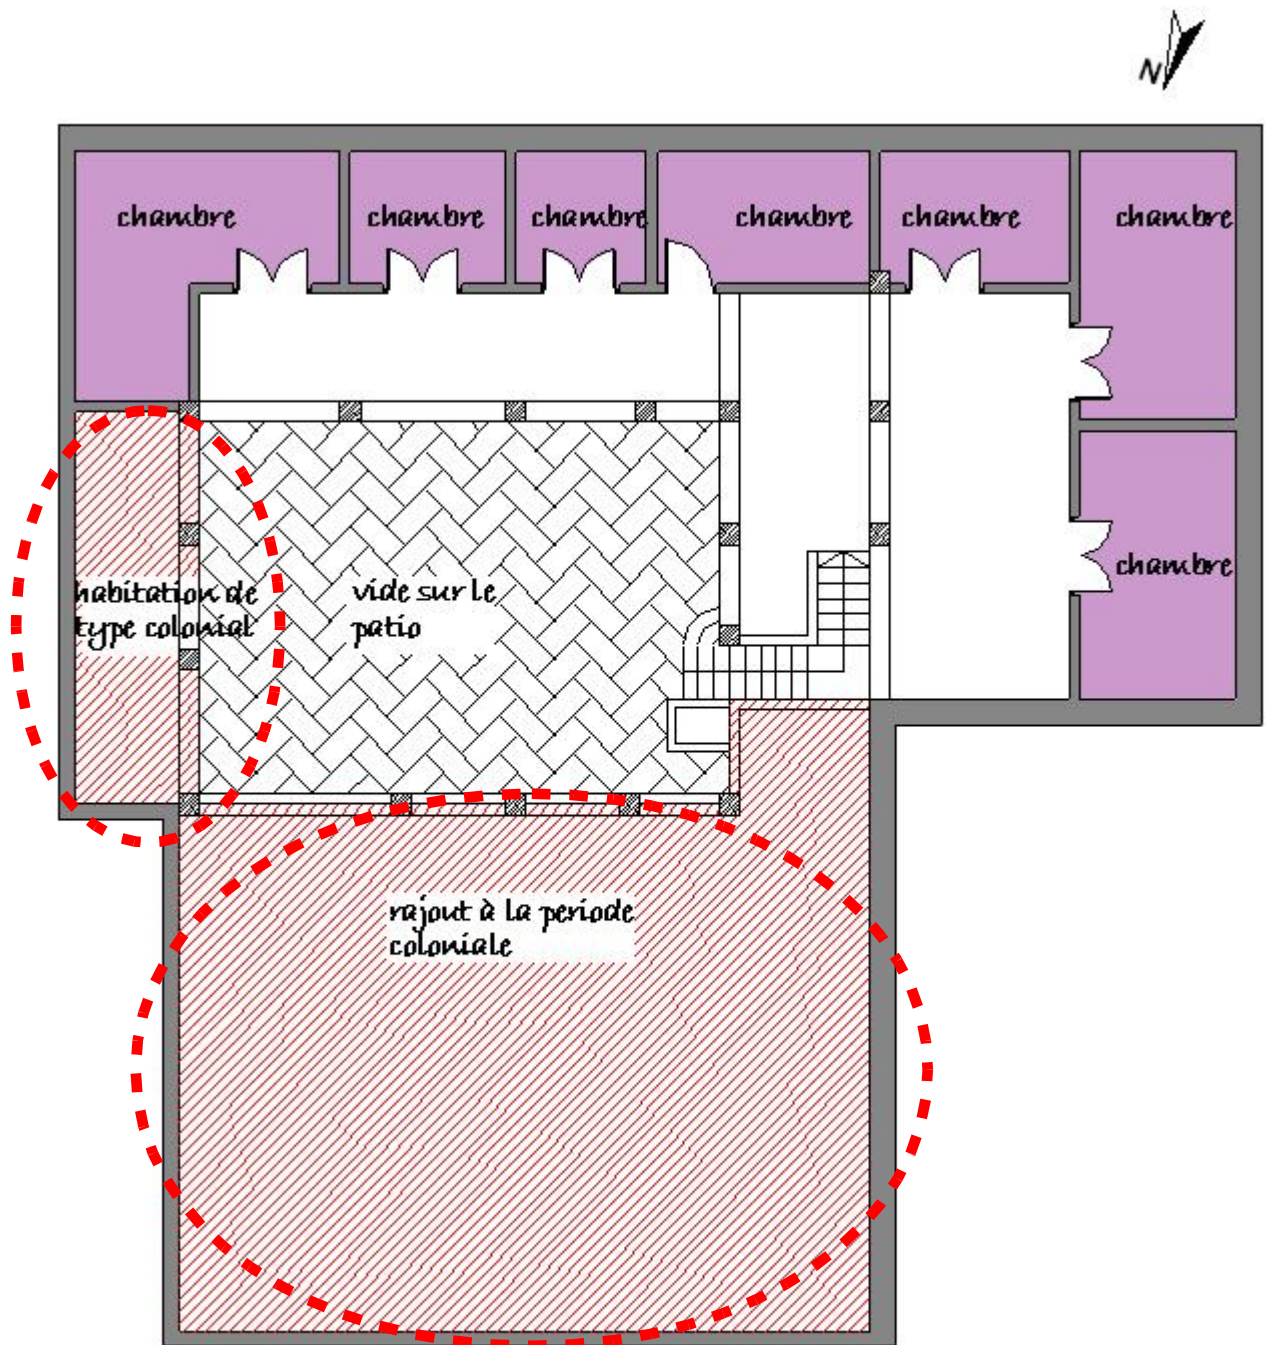 N
chambre
chambre
chambre
chambre
chambre
chambre
habitation de
type colonial
vide sur le
patio
chambre
rajout à la periode
coloniale